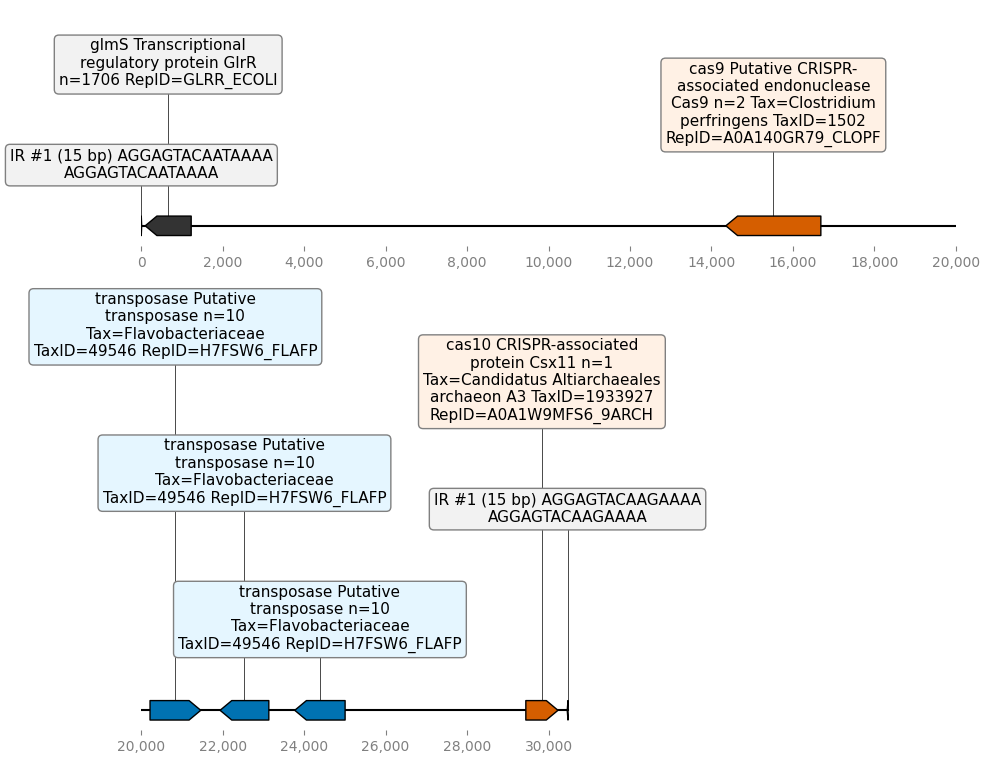 glmS Transcriptional
regulatory protein GlrR
n=1706 RepID=GLRR_ECOLI
cas9 Putative CRISPR-
associated endonuclease
Cas9 n=2 Tax=Clostridium
perfringens TaxID=1502
RepID=A0A140GR79_CLOPF
IR #1 (15 bp) AGGAGTACAATAAAA
AGGAGTACAATAAAA
0 2,000 4,000 6,000 8,000 10,000 12,000 14,000 16,000 18,000 20,000
transposase Putative
transposase n=10
Tax=Flavobacteriaceae
TaxID=49546 RepID=H7FSW6_FLAFP
cas10 CRISPR-associated
protein Csx11 n=1
Tax=Candidatus Altiarchaeales
archaeon A3 TaxID=1933927
RepID=A0A1W9MFS6_9ARCH
transposase Putative
transposase n=10
Tax=Flavobacteriaceae
TaxID=49546 RepID=H7FSW6_FLAFP
IR #1 (15 bp) AGGAGTACAAGAAAA
AGGAGTACAAGAAAA
transposase Putative
transposase n=10
Tax=Flavobacteriaceae
TaxID=49546 RepID=H7FSW6_FLAFP
20,000 22,000 24,000 26,000 28,000 30,000